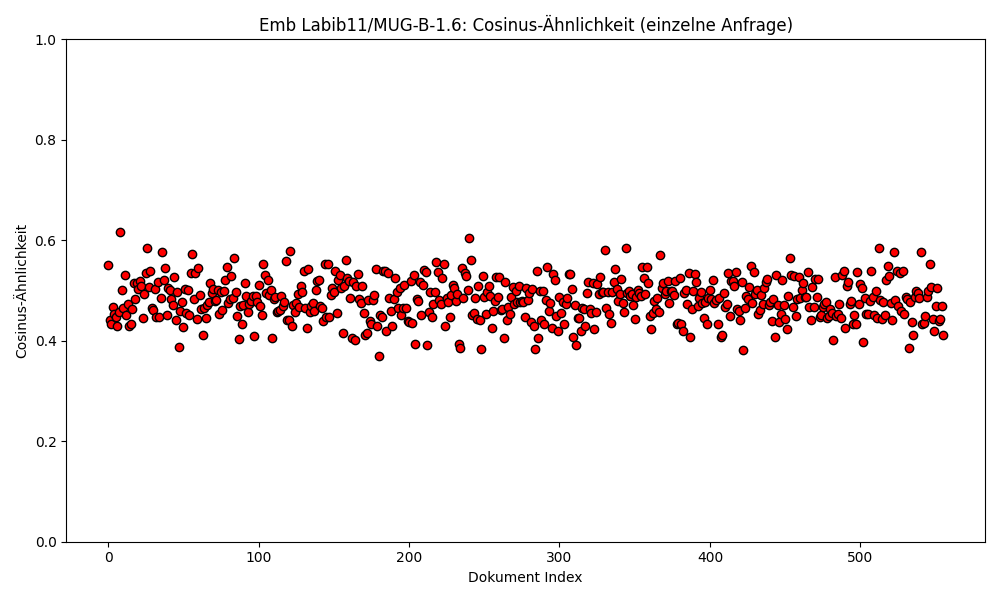 Emb Labib11/MUG-B-1.6: Cosinus-Ähnlichkeit (einzelne Anfrage)
1.0
0.8
0.6
0.4
0.2
0.0
Cosinus-Ähnlichkeit
0 100 200 300 400 500
Dokument Index